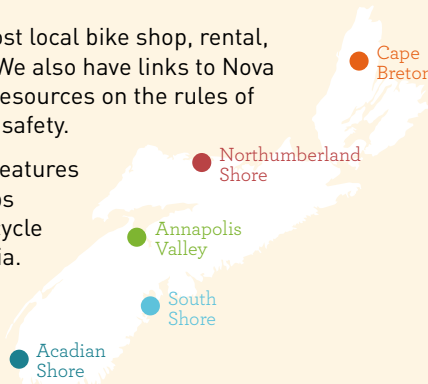 ost local bike shop, rental,
We also have links to Nova
esources on the rules of
safety.
eatures
os
ycle
ia.
Cape
Breton
Northumberland
Shore
Annapolis
Valley
South
Shore
Acadian
Shore